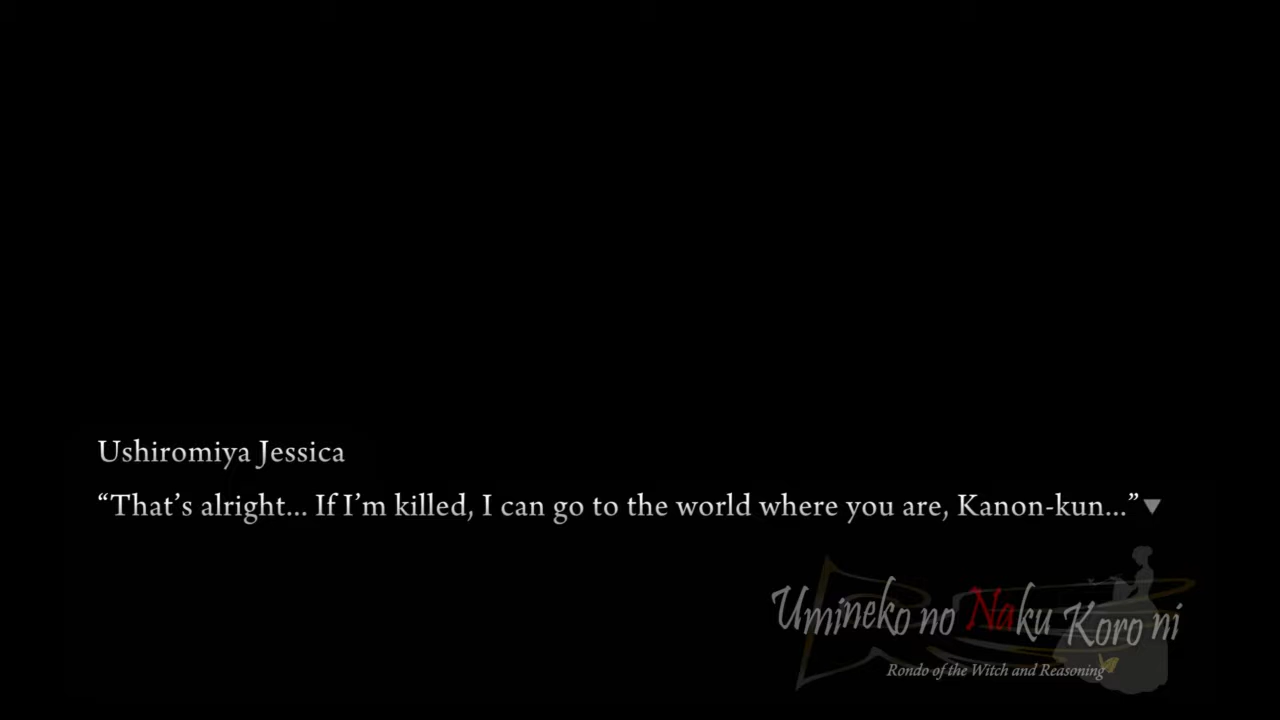 Ushiromiya Jessica
“That’s alright... If I’m killed, I can go to the world where you are, Kanon-kun...”
Umineko no Naku Koro ni
Rondo of the Witch and Reasoning